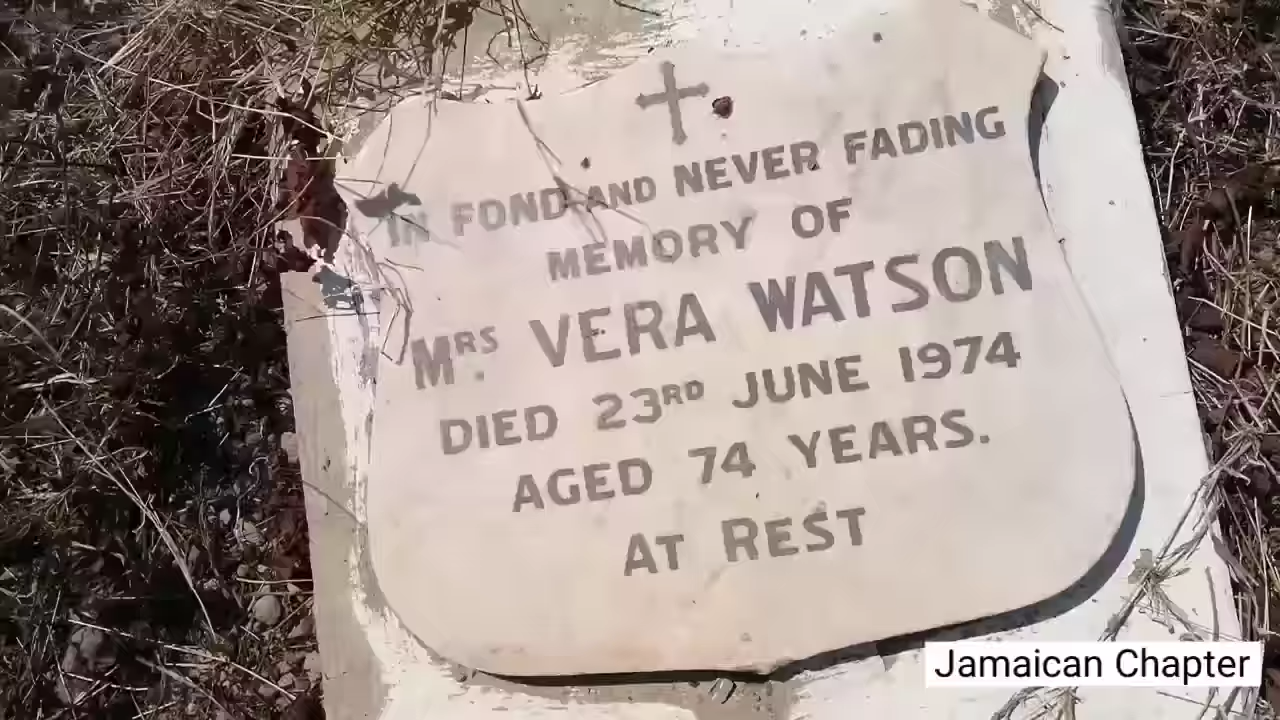 IN FOND AND NEVER FADING
MEMORY OF
MRS. VERA WATSON
DIED 23RD JUNE 1974
AGED 74 YEARS.
AT REST
Jamaican Chapter